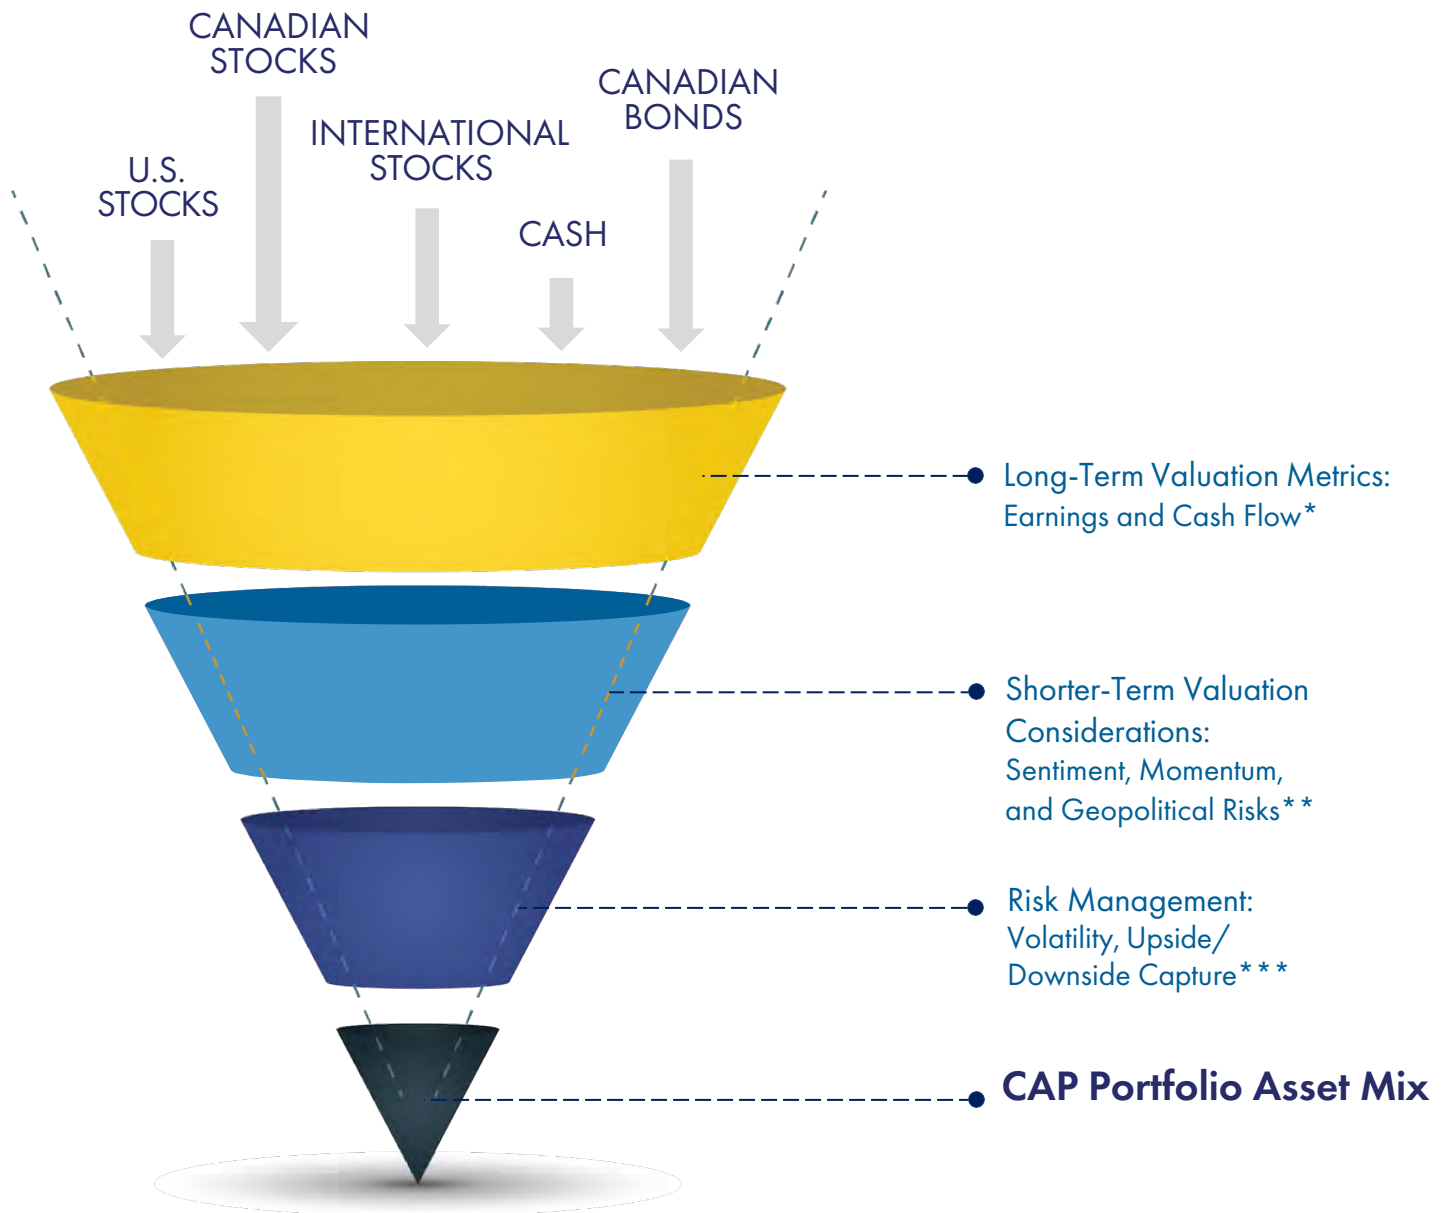 CANADIAN
STOCKS
CANADIAN
BONDS
INTERNATIONAL
STOCKS
U.S.
STOCKS
CASH
Long-Term Valuation Metrics:
Earnings and Cash Flow*
Shorter-Term Valuation
Considerations:
Sentiment, Momentum,
and Geopolitical Risks**
Risk Management:
Volatility, Upside/
Downside Capture***
CAP Portfolio Asset Mix